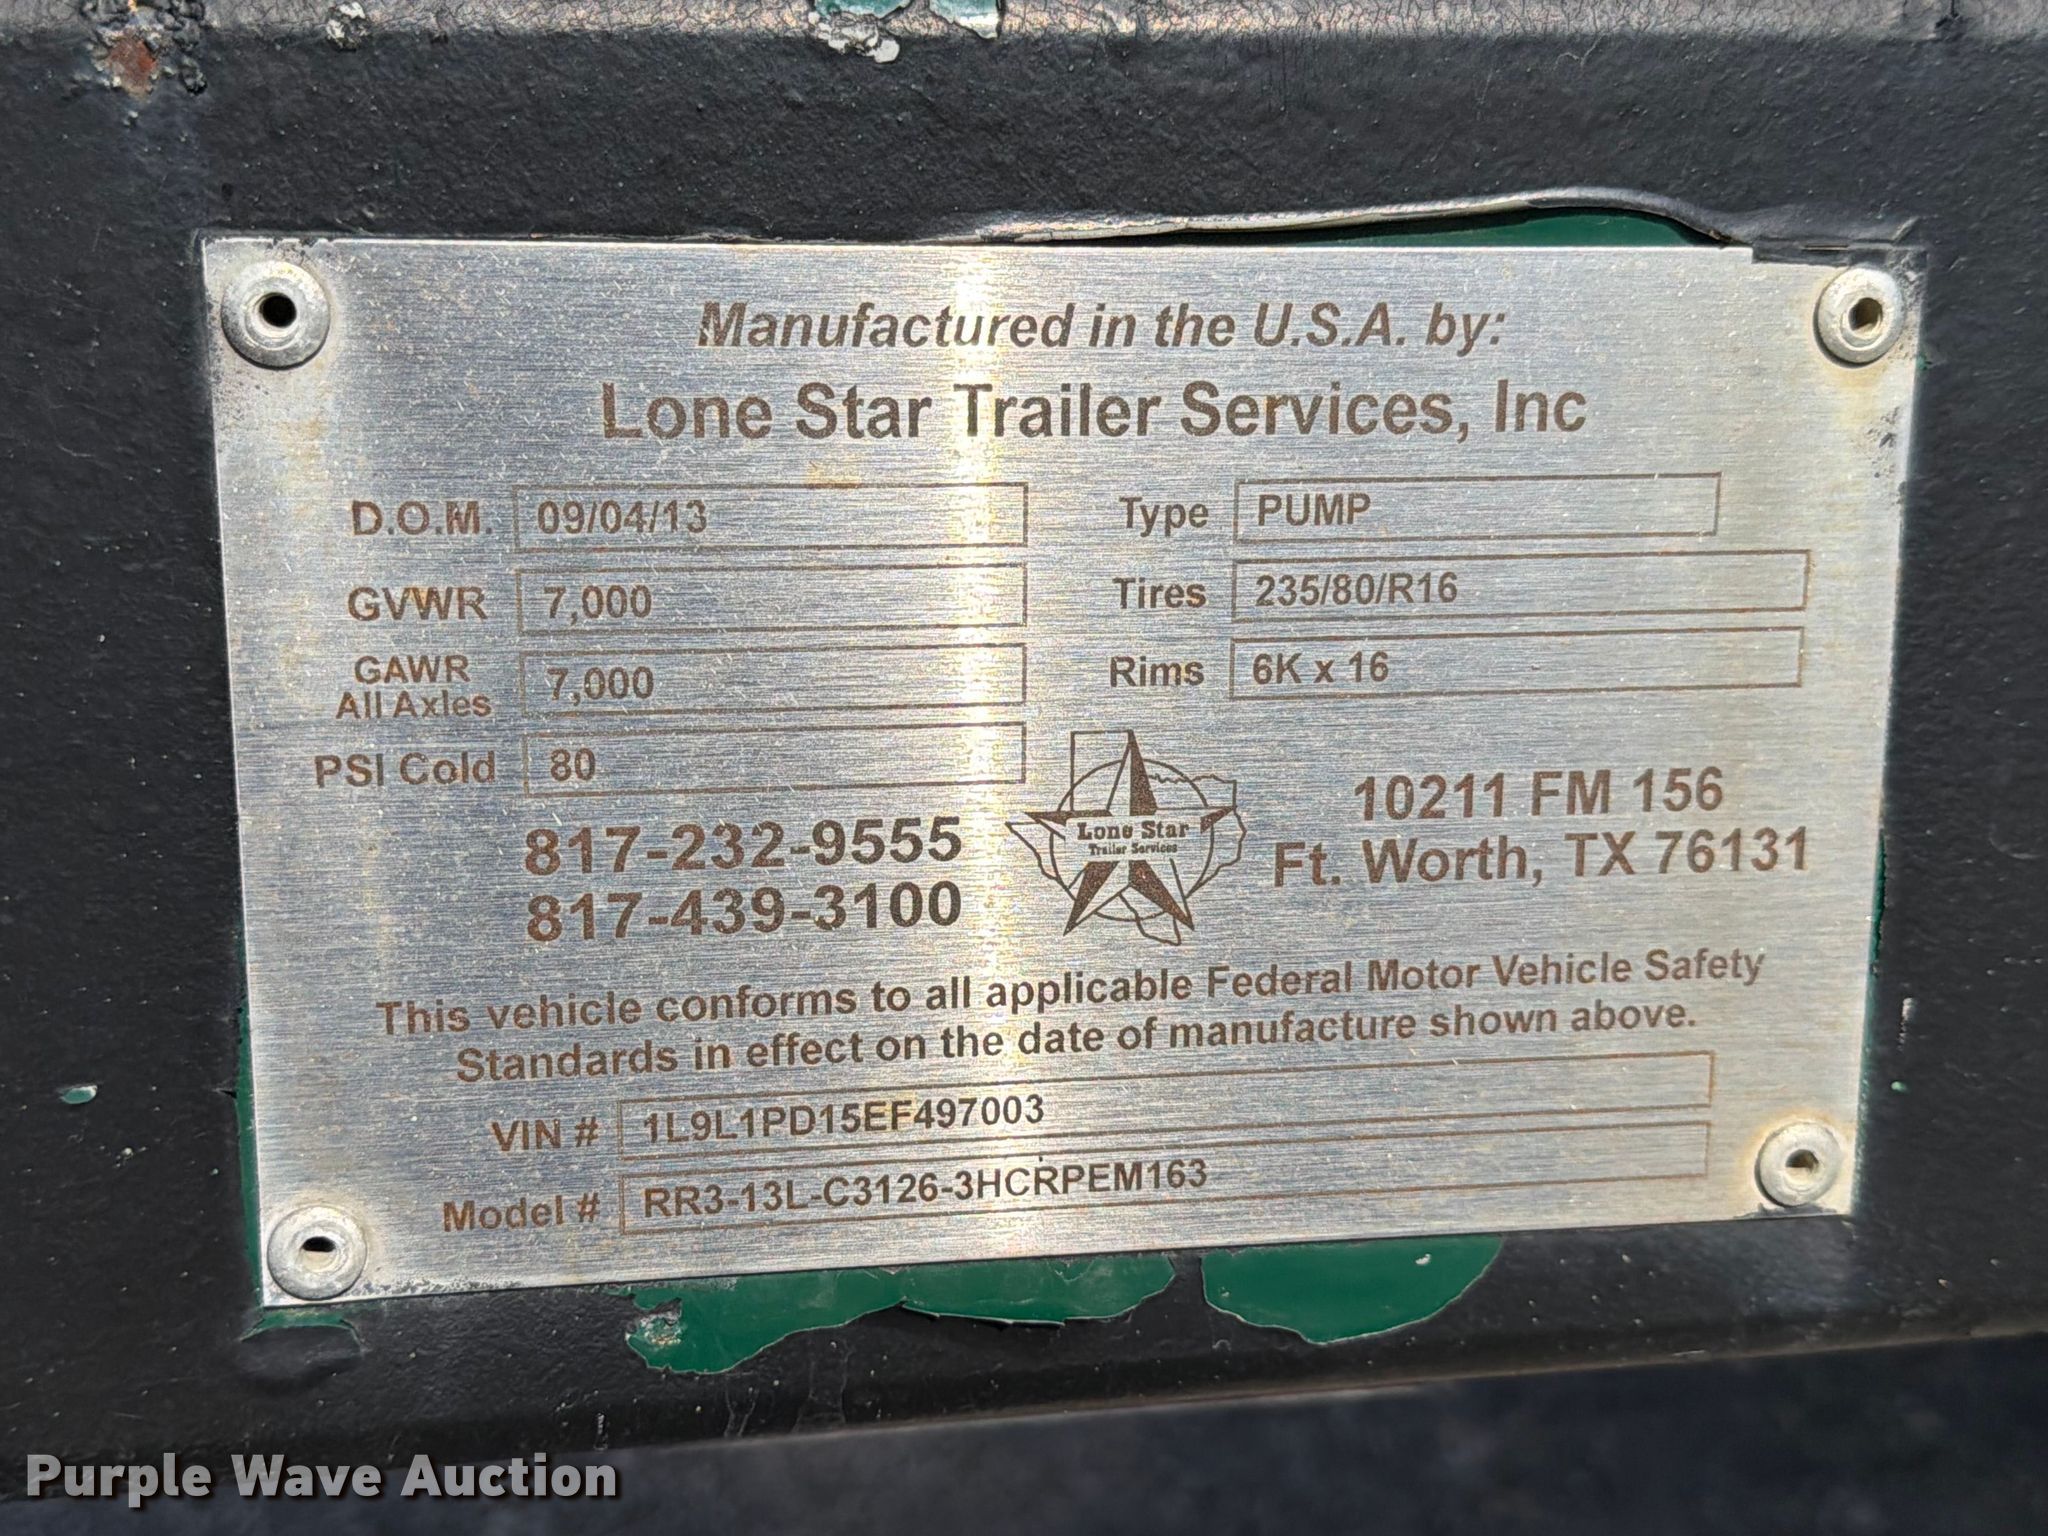 Manufactured in the U.S.A. by:
Lone Star Trailer Services, Inc
D.O.M. 09/04/13
Type PUMP
GVWR 7,000
Tires 235/80/R16
GAWR
All Axles 7,000
Rims 6K x 16
PSI Cold 80
817-232-9555
817-439-3100
Lone Star
Trailer Services
10211 FM 156
Ft. Worth, TX 76131
This vehicle conforms to all applicable Federal Motor Vehicle Safety
Standards in effect on the date of manufacture shown above.
VIN # 1L9L1PD15EF497003
Model # RR3-13L-C3126-3HCRPEM163
Purple Wave Auction